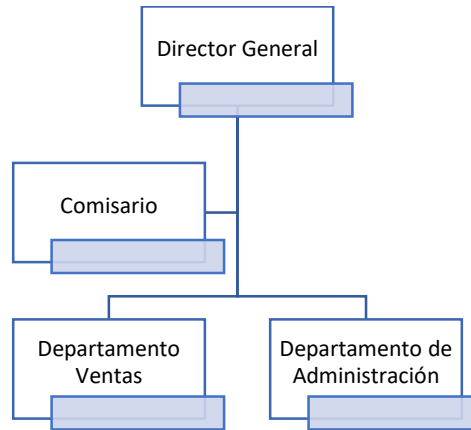 Director General
Comisario
Departamento
Ventas
Departamento de
Administración